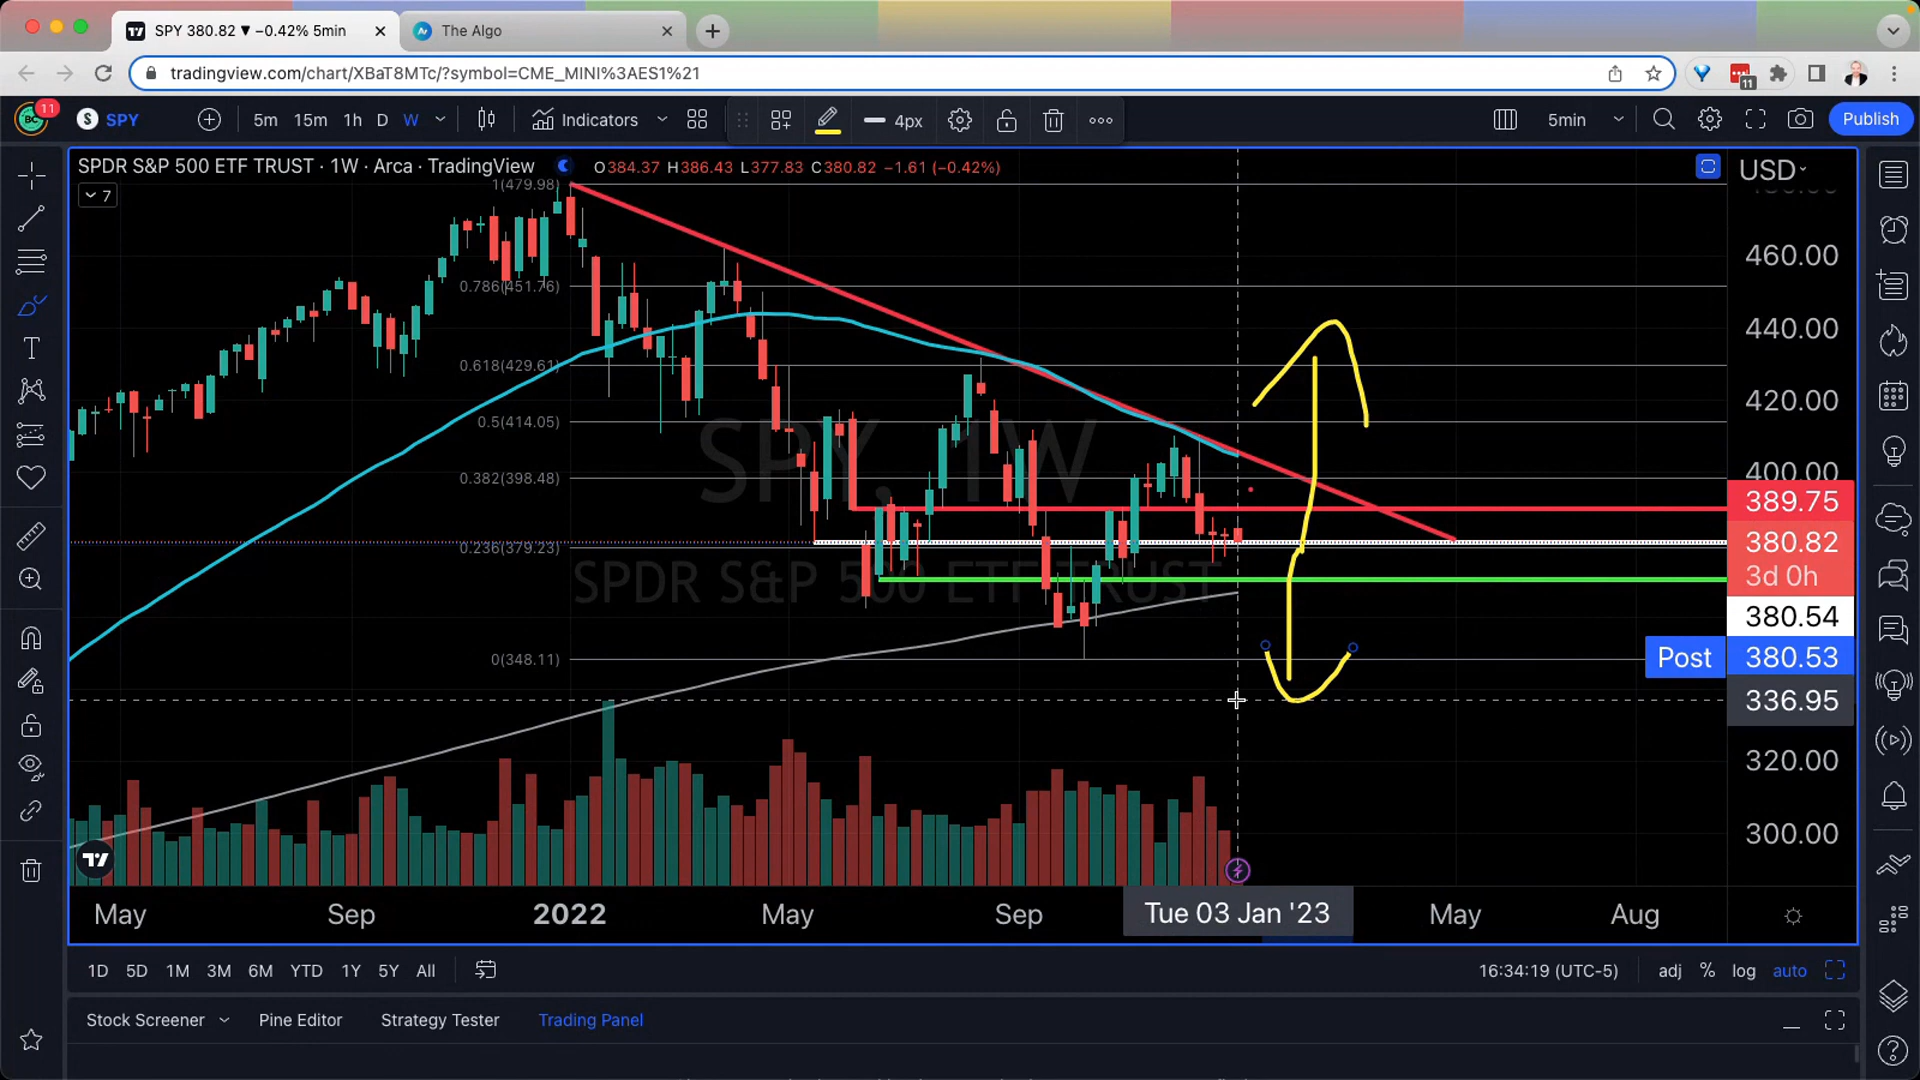 SPY 380.82 ▼ −0.42% 5min
The Algo
tradingview.com/chart/XBaT8MTc/?symbol=CME_MINI%3AES1%21
11
11
SPY
5m 15m 1h D W
Indicators
4px
5min
Publish
SPDR S&P 500 ETF TRUST · 1W · Arca · TradingView
O384.37 H386.43 L377.83 C380.82 −1.61 (−0.42%)
USD
7
1(479.98)
0.786(451.76)
0.618(429.61)
0.5(414.05)
0.382(398.48)
0.236(379.23)
0(348.11)
SPY, 1W
SPDR S&P 500 ETF TRUST
460.00
440.00
420.00
400.00
389.75
380.82
3d 0h
380.54
Post 380.53
336.95
320.00
300.00
May Sep 2022 May Sep Tue 03 Jan '23 May Aug
1D 5D 1M 3M 6M YTD 1Y 5Y All
16:34:19 (UTC-5) adj % log auto
Stock Screener Pine Editor Strategy Tester Trading Panel